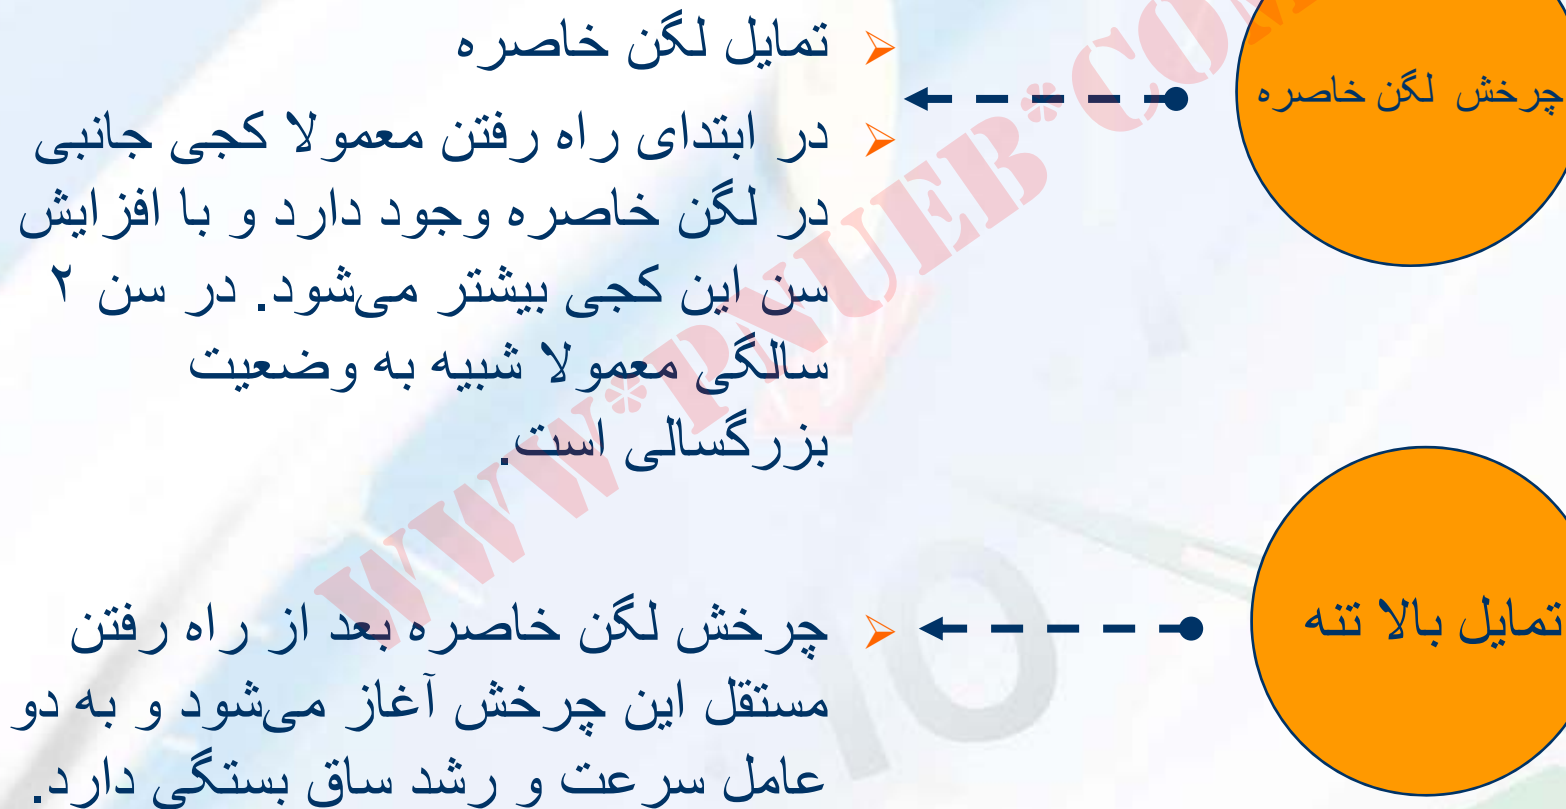 چرخش لگن خاصره
تمایل لگن خاصره
در ابتدای راه رفتن معمولا کجی جانبی
در لگن خاصره وجود دارد و با افزایش
سن این کجی بیشتر می‌شود. در سن ۲
سالگی معمولا شبیه به وضعیت
بزرگسالی است.
تمایل بالا تنه
چرخش لگن خاصره بعد از راه رفتن
مستقل این چرخش آغاز می‌شود و به دو
عامل سرعت و رشد ساق بستگی دارد.
WWW*PNUEB*COM